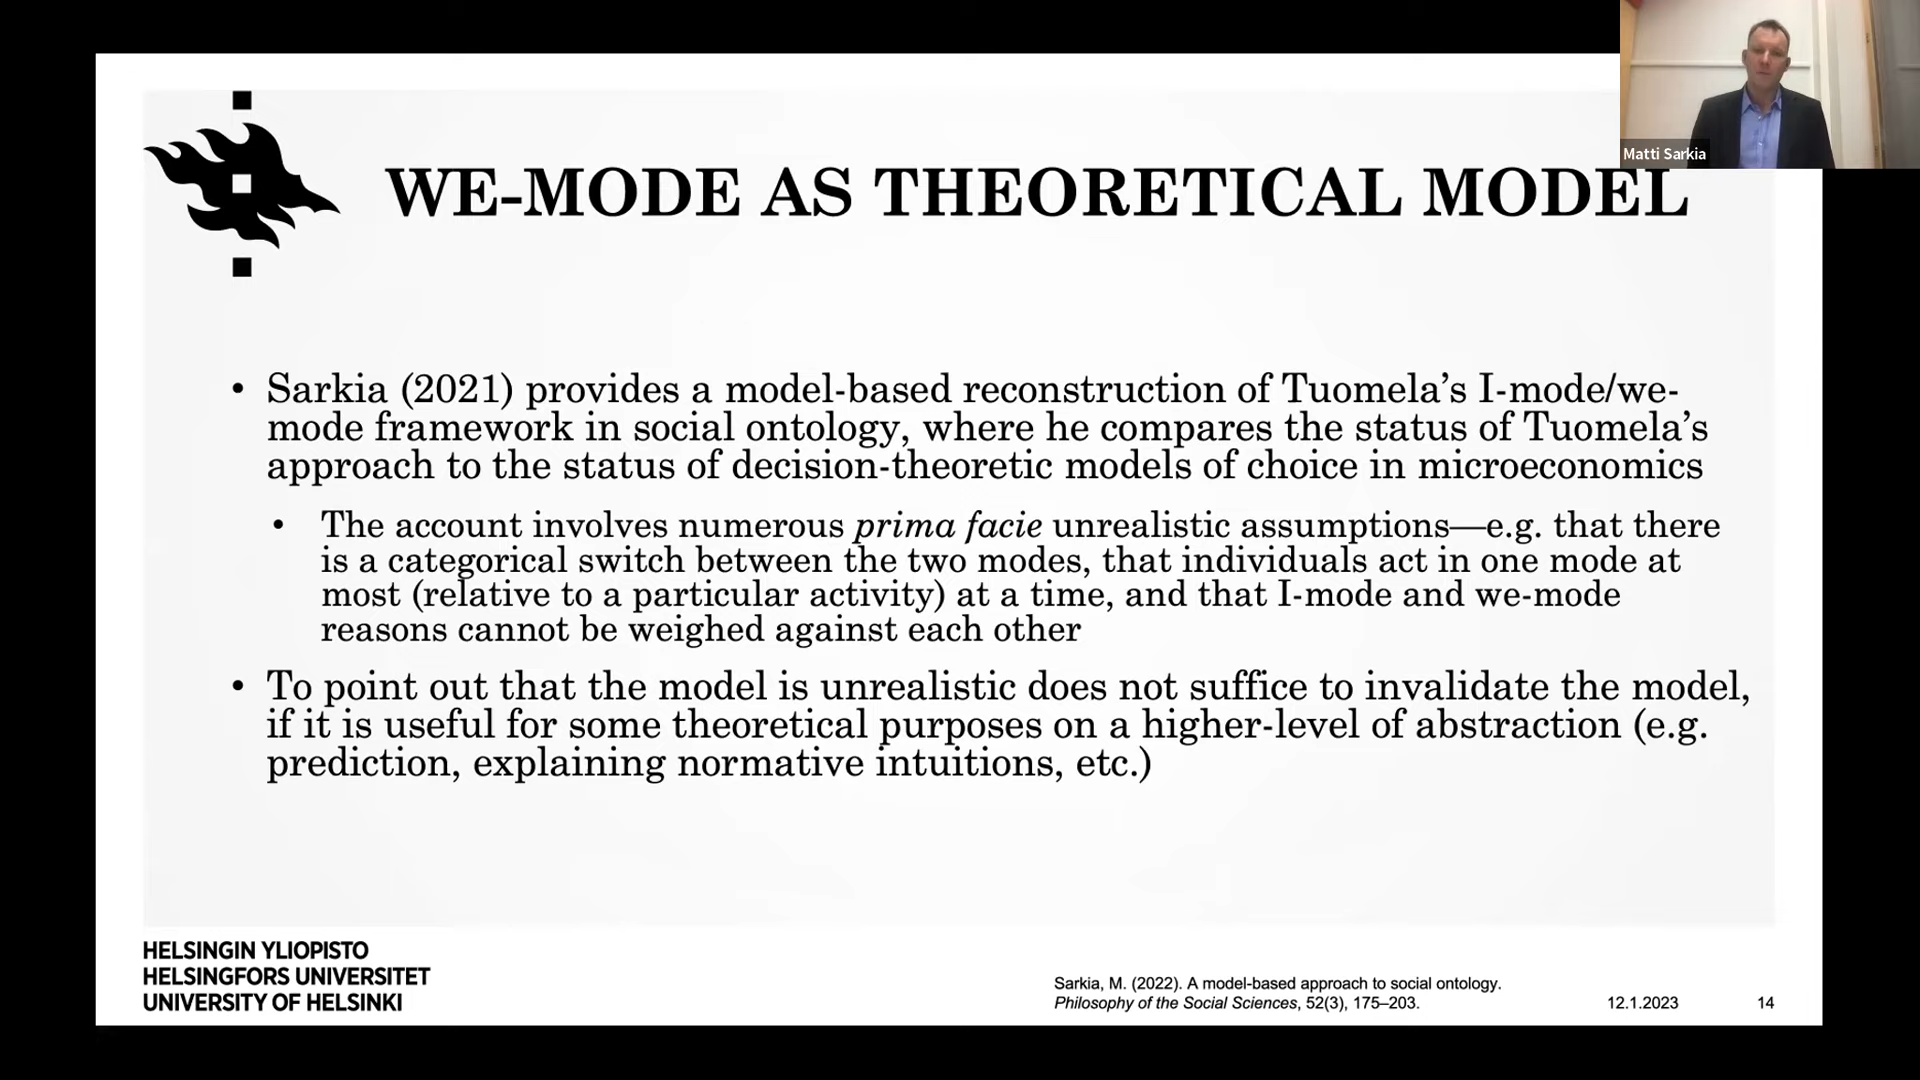 Matti Sarkia
WE-MODE AS THEORETICAL MODEL
• Sarkia (2021) provides a model-based reconstruction of Tuomela’s I-mode/we-
mode framework in social ontology, where he compares the status of Tuomela’s
approach to the status of decision-theoretic models of choice in microeconomics
• The account involves numerous prima facie unrealistic assumptions—e.g. that there
is a categorical switch between the two modes, that individuals act in one mode at
most (relative to a particular activity) at a time, and that I-mode and we-mode
reasons cannot be weighed against each other
• To point out that the model is unrealistic does not suffice to invalidate the model,
if it is useful for some theoretical purposes on a higher-level of abstraction (e.g.
prediction, explaining normative intuitions, etc.)
HELSINGIN YLIOPISTO
HELSINGFORS UNIVERSITET
UNIVERSITY OF HELSINKI
Sarkia, M. (2022). A model-based approach to social ontology.
Philosophy of the Social Sciences, 52(3), 175–203.
12.1.2023
14